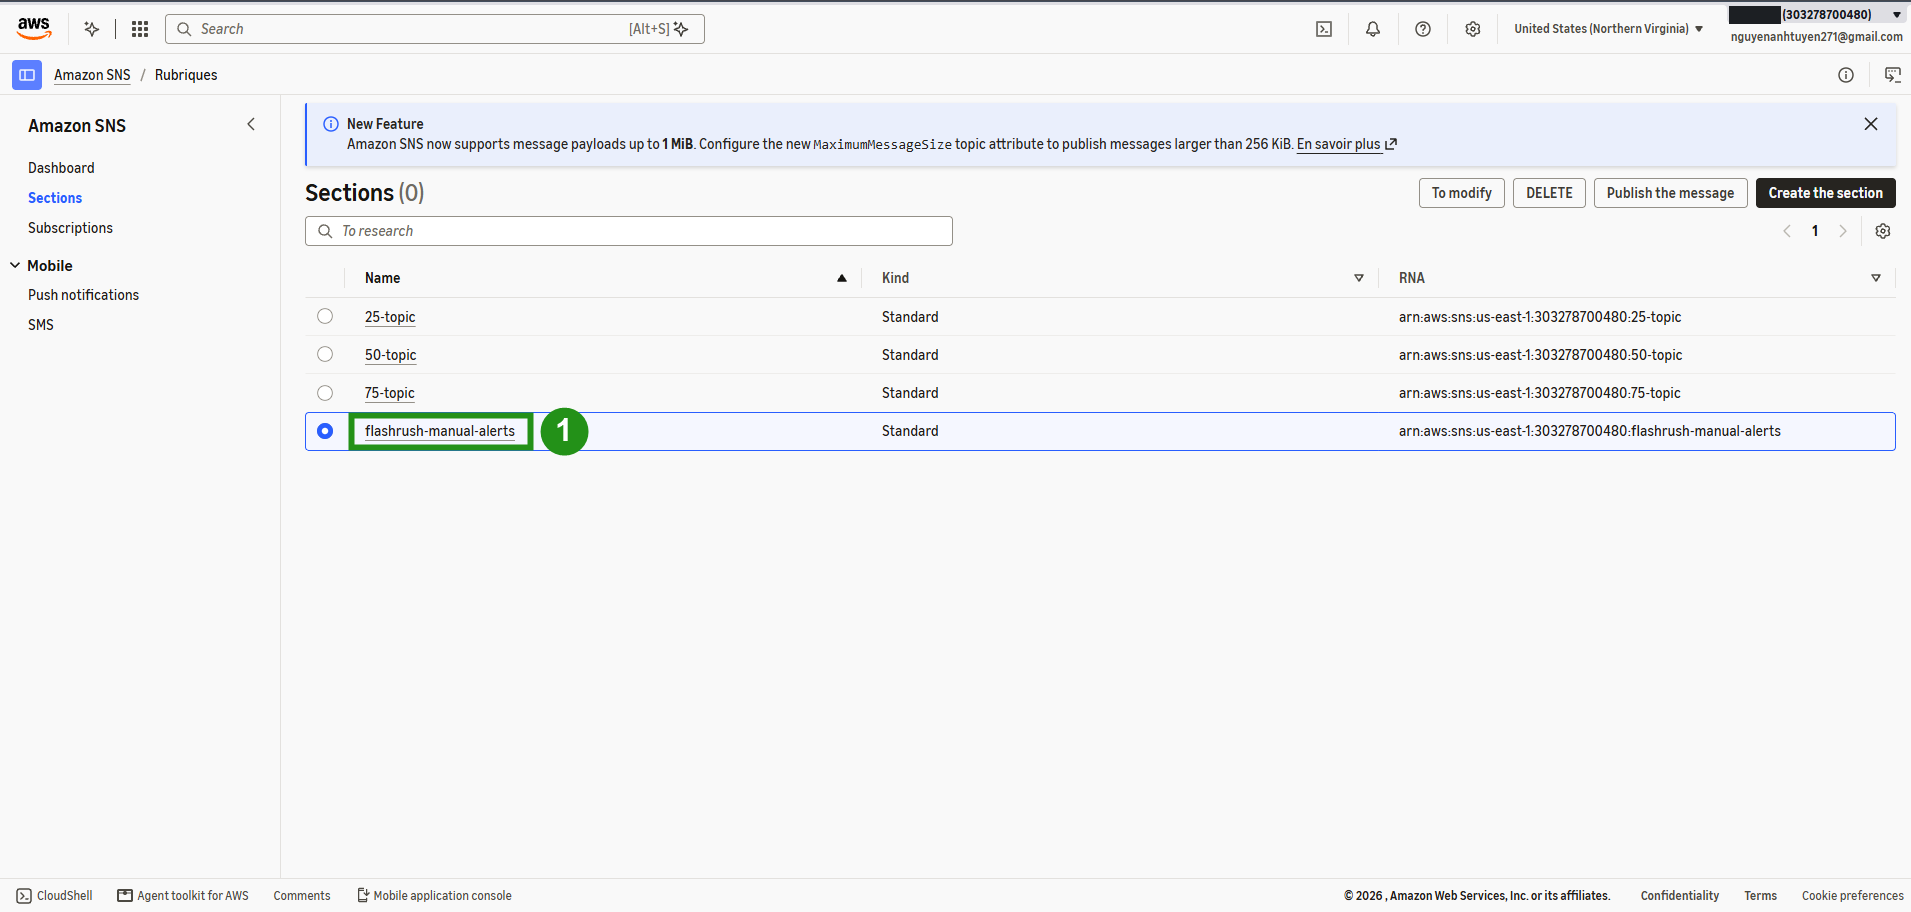 aws
Search [Alt+S]
United States (Northern Virginia)
(303278700480)
nguyenanhtuyen271@gmail.com
Amazon SNS / Rubriques
Amazon SNS
Dashboard
Sections
Subscriptions
Mobile
Push notifications
SMS
New Feature
Amazon SNS now supports message payloads up to 1 MiB. Configure the new MaximumMessageSize topic attribute to publish messages larger than 256 KiB. En savoir plus
Sections (0)
To modify DELETE Publish the message Create the section
To research
1
Name Kind RNA
25-topic Standard arn:aws:sns:us-east-1:303278700480:25-topic
50-topic Standard arn:aws:sns:us-east-1:303278700480:50-topic
75-topic Standard arn:aws:sns:us-east-1:303278700480:75-topic
flashrush-manual-alerts 1 Standard arn:aws:sns:us-east-1:303278700480:flashrush-manual-alerts
CloudShell Agent toolkit for AWS Comments Mobile application console
© 2026 , Amazon Web Services, Inc. or its affiliates. Confidentiality Terms Cookie preferences